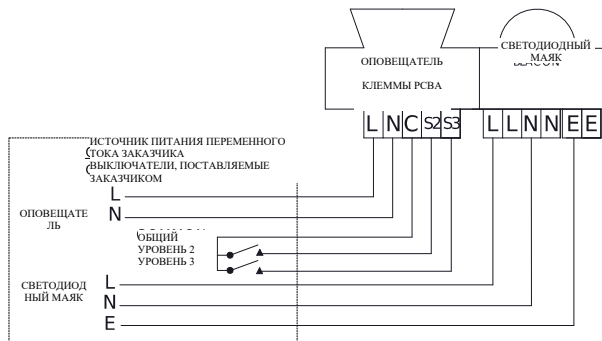 ОПОВЕЩАТЕЛЬ
КЛЕММЫ PCBA
СВЕТОДИОДНЫЙ
МАЯК
L N C S2 S3 L L N N E E
ИСТОЧНИК ПИТАНИЯ ПЕРЕМЕННОГО
ТОКА ЗАКАЗЧИКА
ВЫКЛЮЧАТЕЛИ, ПОСТАВЛЯЕМЫЕ
ЗАКАЗЧИКОМ
ОПОВЕЩАТЕ
ЛЬ
L
N
ОБЩИЙ
УРОВЕНЬ 2
УРОВЕНЬ 3
СВЕТОДИОД
НЫЙ МАЯК
L
N
E